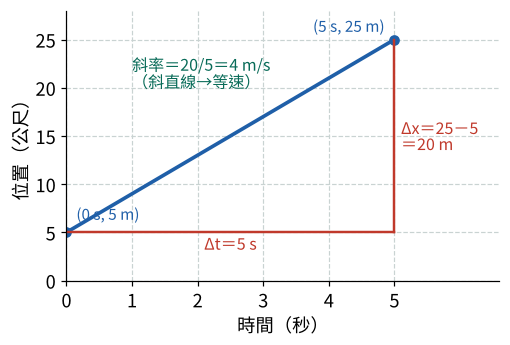 (5 s, 25 m)
25
斜率＝20/5＝4 m/s
（斜直線→等速）
20
Δx＝25－5
＝20 m
15
10
位置（公尺）
(0 s, 5 m)
5
Δt＝5 s
0
0 1 2 3 4 5
時間（秒）